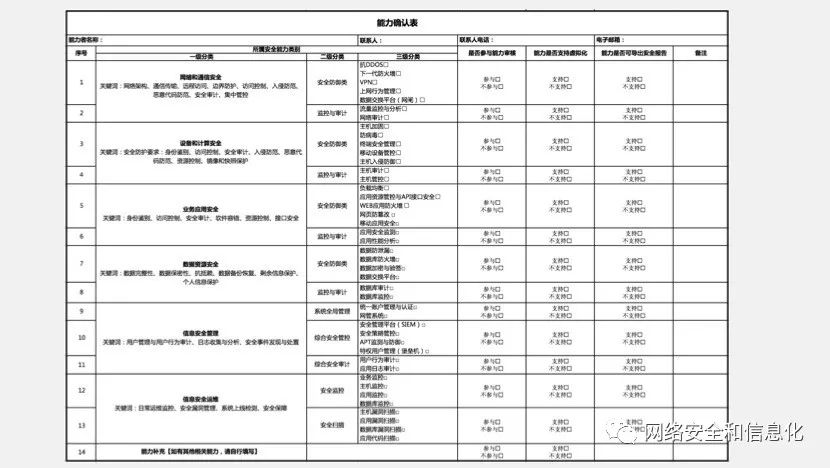 能力确认表
能力者名称： 联系人： 联系人电话： 电子邮箱：
序号 所属安全能力类别 是否参与能力审核 能力是否支持虚拟化 能力是否可导出安全报告 备注
一级分类 二级分类 三级分类
1 网络和通信安全
关键词：网络架构、通信传输、远程访问、边界防护、访问控制、入侵防范、恶意代码防范、安全审计、集中管控
安全防御类
抗DDOS□
下一代防火墙□
VPN□
上网行为管理□
数据交换平台（网闸）□
参与□ 支持□ 支持□
不参与□ 不支持□ 不支持□
2 监控与审计
流量监控与分析□
网络审计□
参与□ 支持□ 支持□
不参与□ 不支持□ 不支持□
3 设备和计算安全
关键词：安全防护要求：身份鉴别、访问控制、安全审计、入侵防范、恶意代码防范、资源控制、镜像和快照保护
安全防御类
主机加固□
防病毒□
终端安全管理□
移动设备管控□
主机入侵防御□
参与□ 支持□ 支持□
不参与□ 不支持□ 不支持□
4 监控与审计
主机审计□
主机管控□
参与□ 支持□ 支持□
不参与□ 不支持□ 不支持□
5 业务应用安全
关键词：身份鉴别、访问控制、安全审计、软件容错、资源控制、接口安全
安全防御类
负载均衡□
应用资源管控与API接口安全□
WEB应用防火墙□
网页防篡改□
移动应用安全□
参与□ 支持□ 支持□
不参与□ 不支持□ 不支持□
6 监控与审计
应用安全监测□
应用性能分析□
参与□ 支持□ 支持□
不参与□ 不支持□ 不支持□
7 数据资源安全
关键词：数据完整性、数据保密性、抗抵赖、数据备份恢复、剩余信息保护、个人信息保护
安全防御类
数据防泄漏□
数据库防火墙□
数据加密与验签□
数据交换平台□
参与□ 支持□ 支持□
不参与□ 不支持□ 不支持□
8 监控与审计
数据库审计□
数据库监控□
参与□ 支持□ 支持□
不参与□ 不支持□ 不支持□
9 系统全局管理
统一账户管理与认证□
网管系统□
参与□ 支持□ 支持□
不参与□ 不支持□ 不支持□
10 信息安全管理
关键词：用户管理与用户行为审计、日志收集与分析、安全事件发现与处置
综合安全管控
安全管理平台（SIEM）□
安全策略管控□
APT监测与防御□
特权用户管理（堡垒机）□
参与□ 支持□ 支持□
不参与□ 不支持□ 不支持□
11 综合安全审计
用户行为审计□
应用日志审计□
参与□ 支持□ 支持□
不参与□ 不支持□ 不支持□
12 信息安全运维
关键词：日常运维监控、安全漏洞管理、系统上线检测、安全保障
安全监控
业务监控□
主机监控□
应用监控□
数据库监控□
参与□ 支持□ 支持□
不参与□ 不支持□ 不支持□
13 安全扫描
主机漏洞扫描□
应用漏洞扫描□
数据库漏洞扫描□
应用代码扫描□
参与□ 支持□ 支持□
不参与□ 不支持□ 不支持□
14 能力补充【如有其他相关能力，请自行填写】
参与□ 支持□ 支持□
不参与□ 不支持□ 不支持□
网络安全和信息化